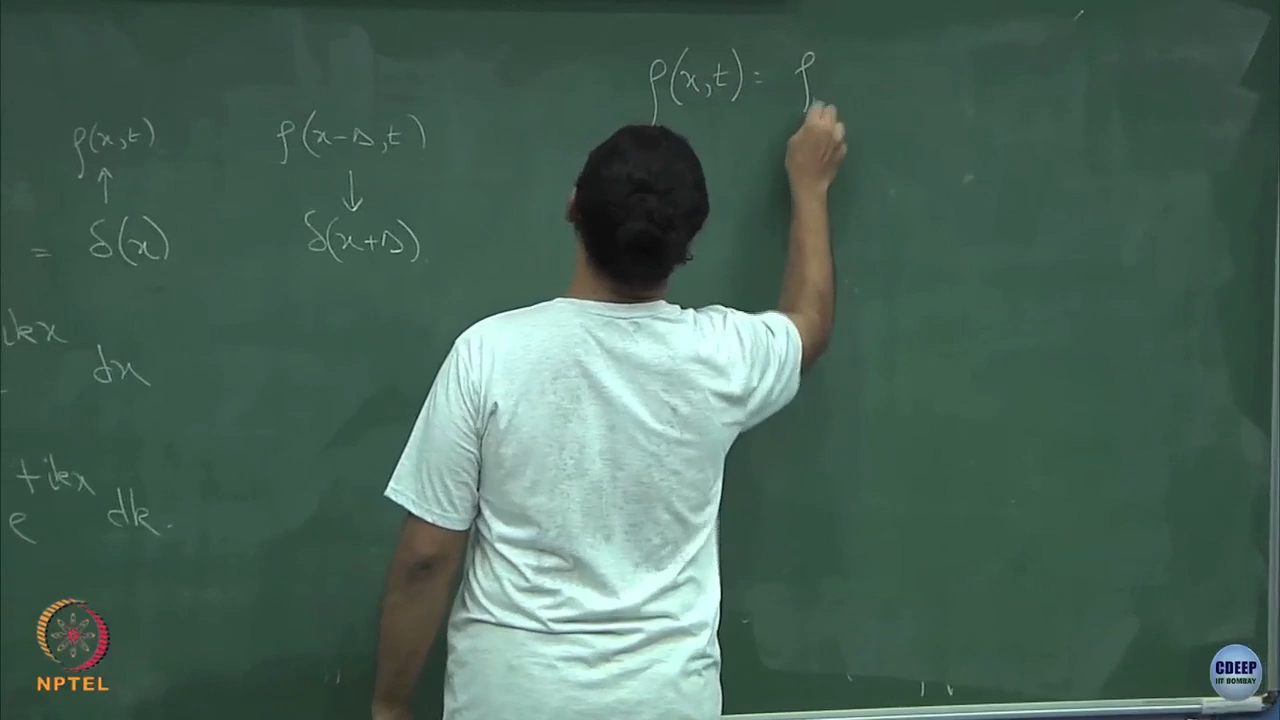 ρ(x,t) = ρ
ρ(x,t) ρ(x-Δ,t)
↑ ↓
= δ(x) δ(x+Δ)
ikx dx
e^{+ikx} dk.
NPTEL
CDEEP
IIT BOMBAY